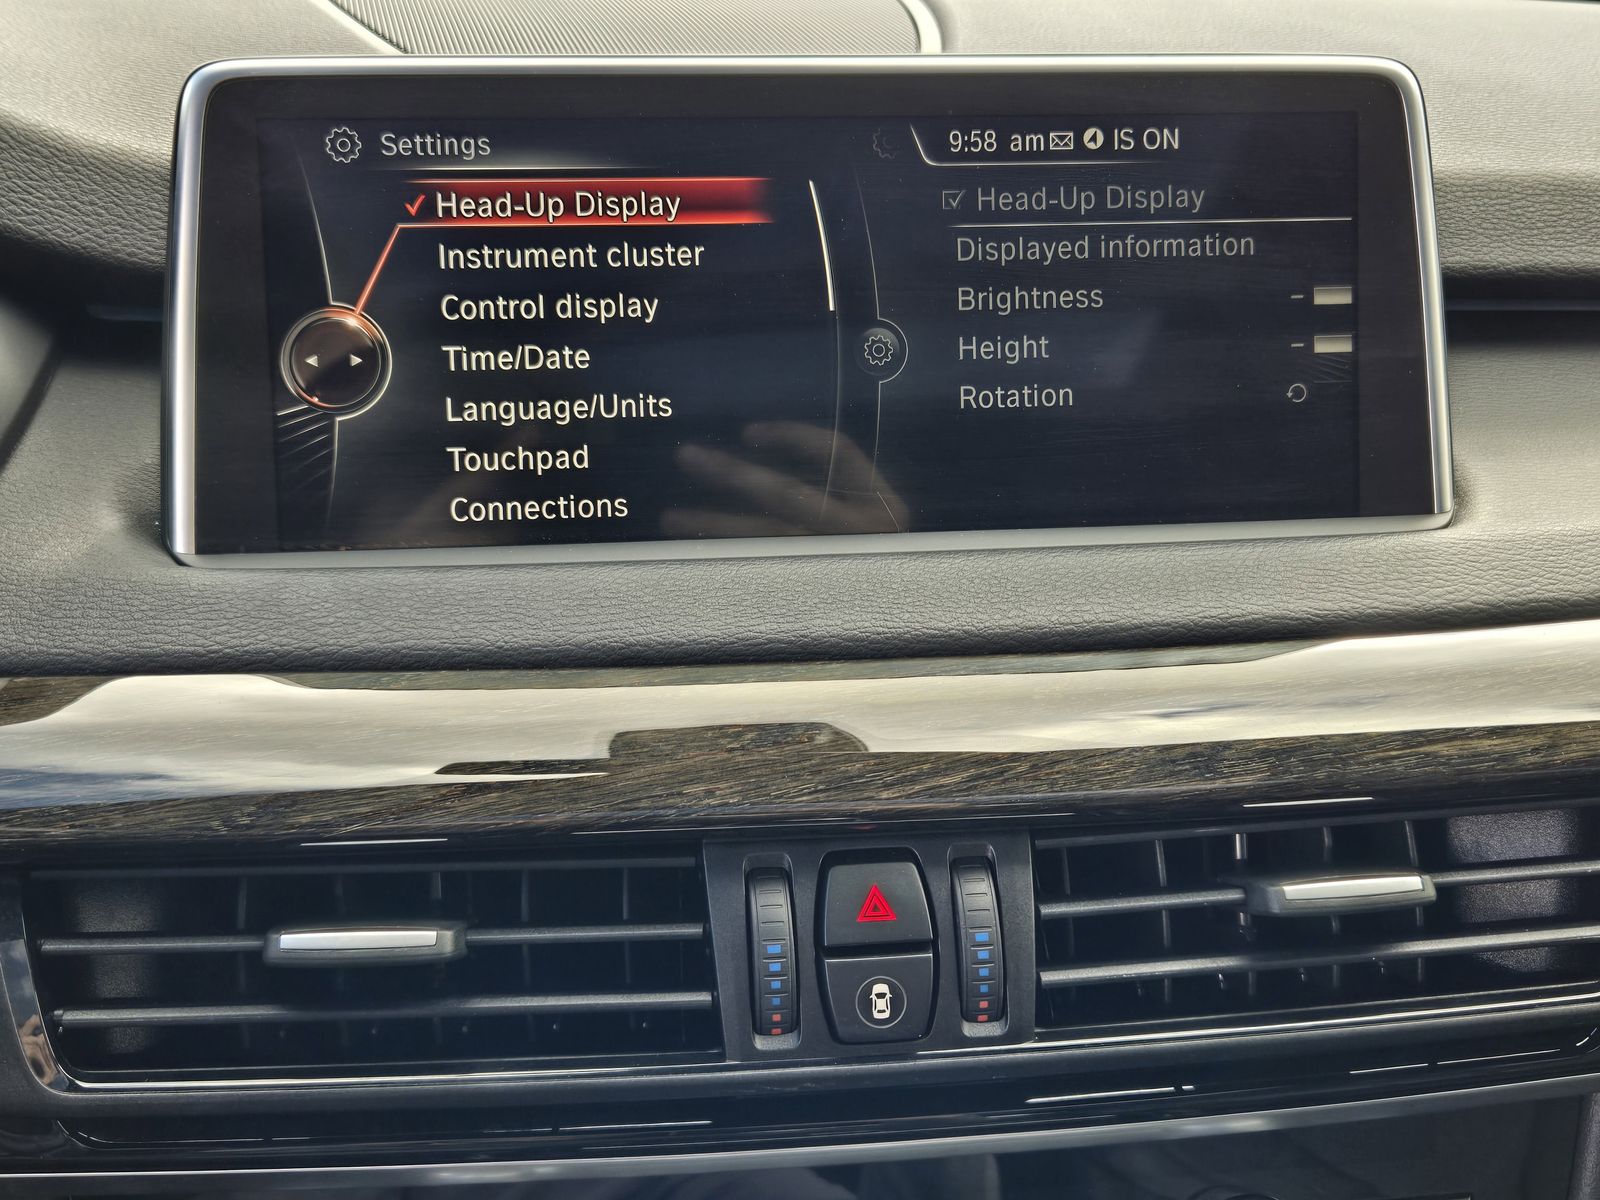 Settings
9:58 am IS ON
Head-Up Display
Instrument cluster
Control display
Time/Date
Language/Units
Touchpad
Connections
Head-Up Display
Displayed information
Brightness
Height
Rotation